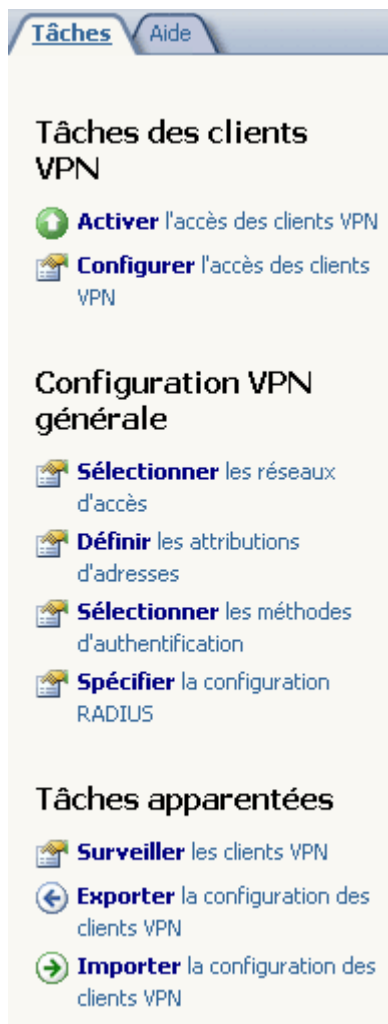 Tâches Aide
Tâches des clients
VPN
Activer l'accès des clients VPN
Configurer l'accès des clients
VPN
Configuration VPN
générale
Sélectionner les réseaux
d'accès
Définir les attributions
d'adresses
Sélectionner les méthodes
d'authentification
Spécifier la configuration
RADIUS
Tâches apparentées
Surveiller les clients VPN
Exporter la configuration des
clients VPN
Importer la configuration des
clients VPN